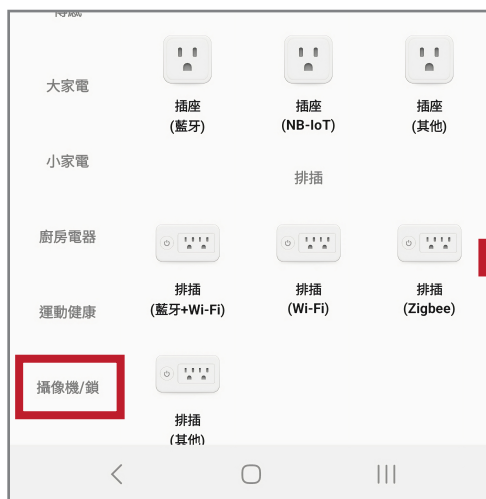 大家電
插座
(藍牙)
插座
(NB-IoT)
插座
(其他)
小家電
排插
廚房電器
排插
(藍牙+Wi-Fi)
排插
(Wi-Fi)
排插
(Zigbee)
運動健康
攝像機/鎖
排插
(其他)